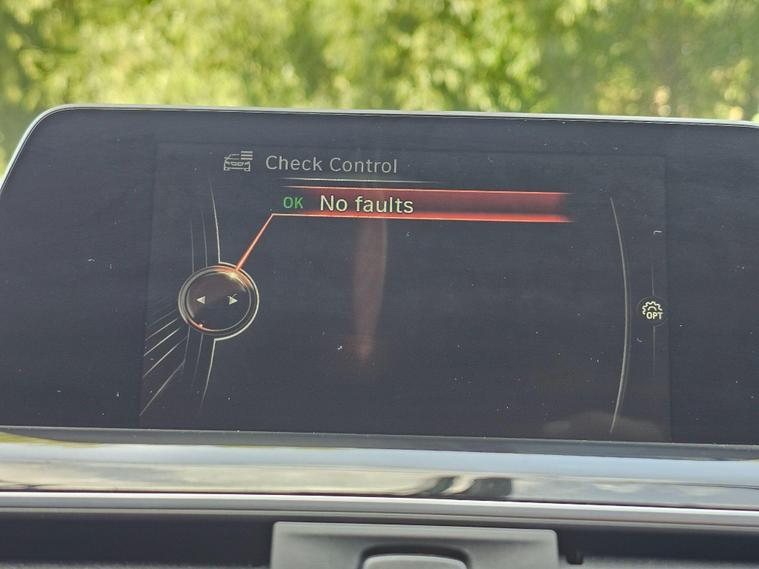 Check Control
OK No faults
OPT